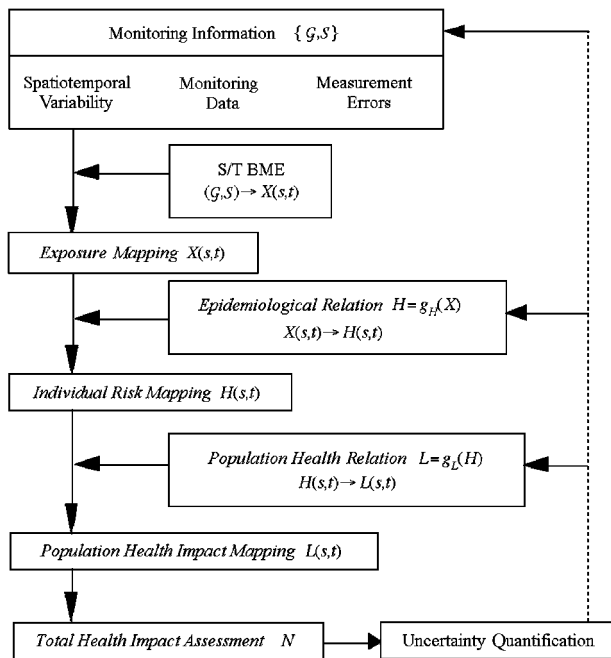 Monitoring Information { 𝒢,S}
Spatiotemporal Variability
Monitoring Data
Measurement Errors
S/T BME
(𝒢,S)→ X(s,t)
Exposure Mapping X(s,t)
Epidemiological Relation H=g_H(X)
X(s,t)→ H(s,t)
Individual Risk Mapping H(s,t)
Population Health Relation L=g_L(H)
H(s,t)→ L(s,t)
Population Health Impact Mapping L(s,t)
Total Health Impact Assessment N
Uncertainty Quantification